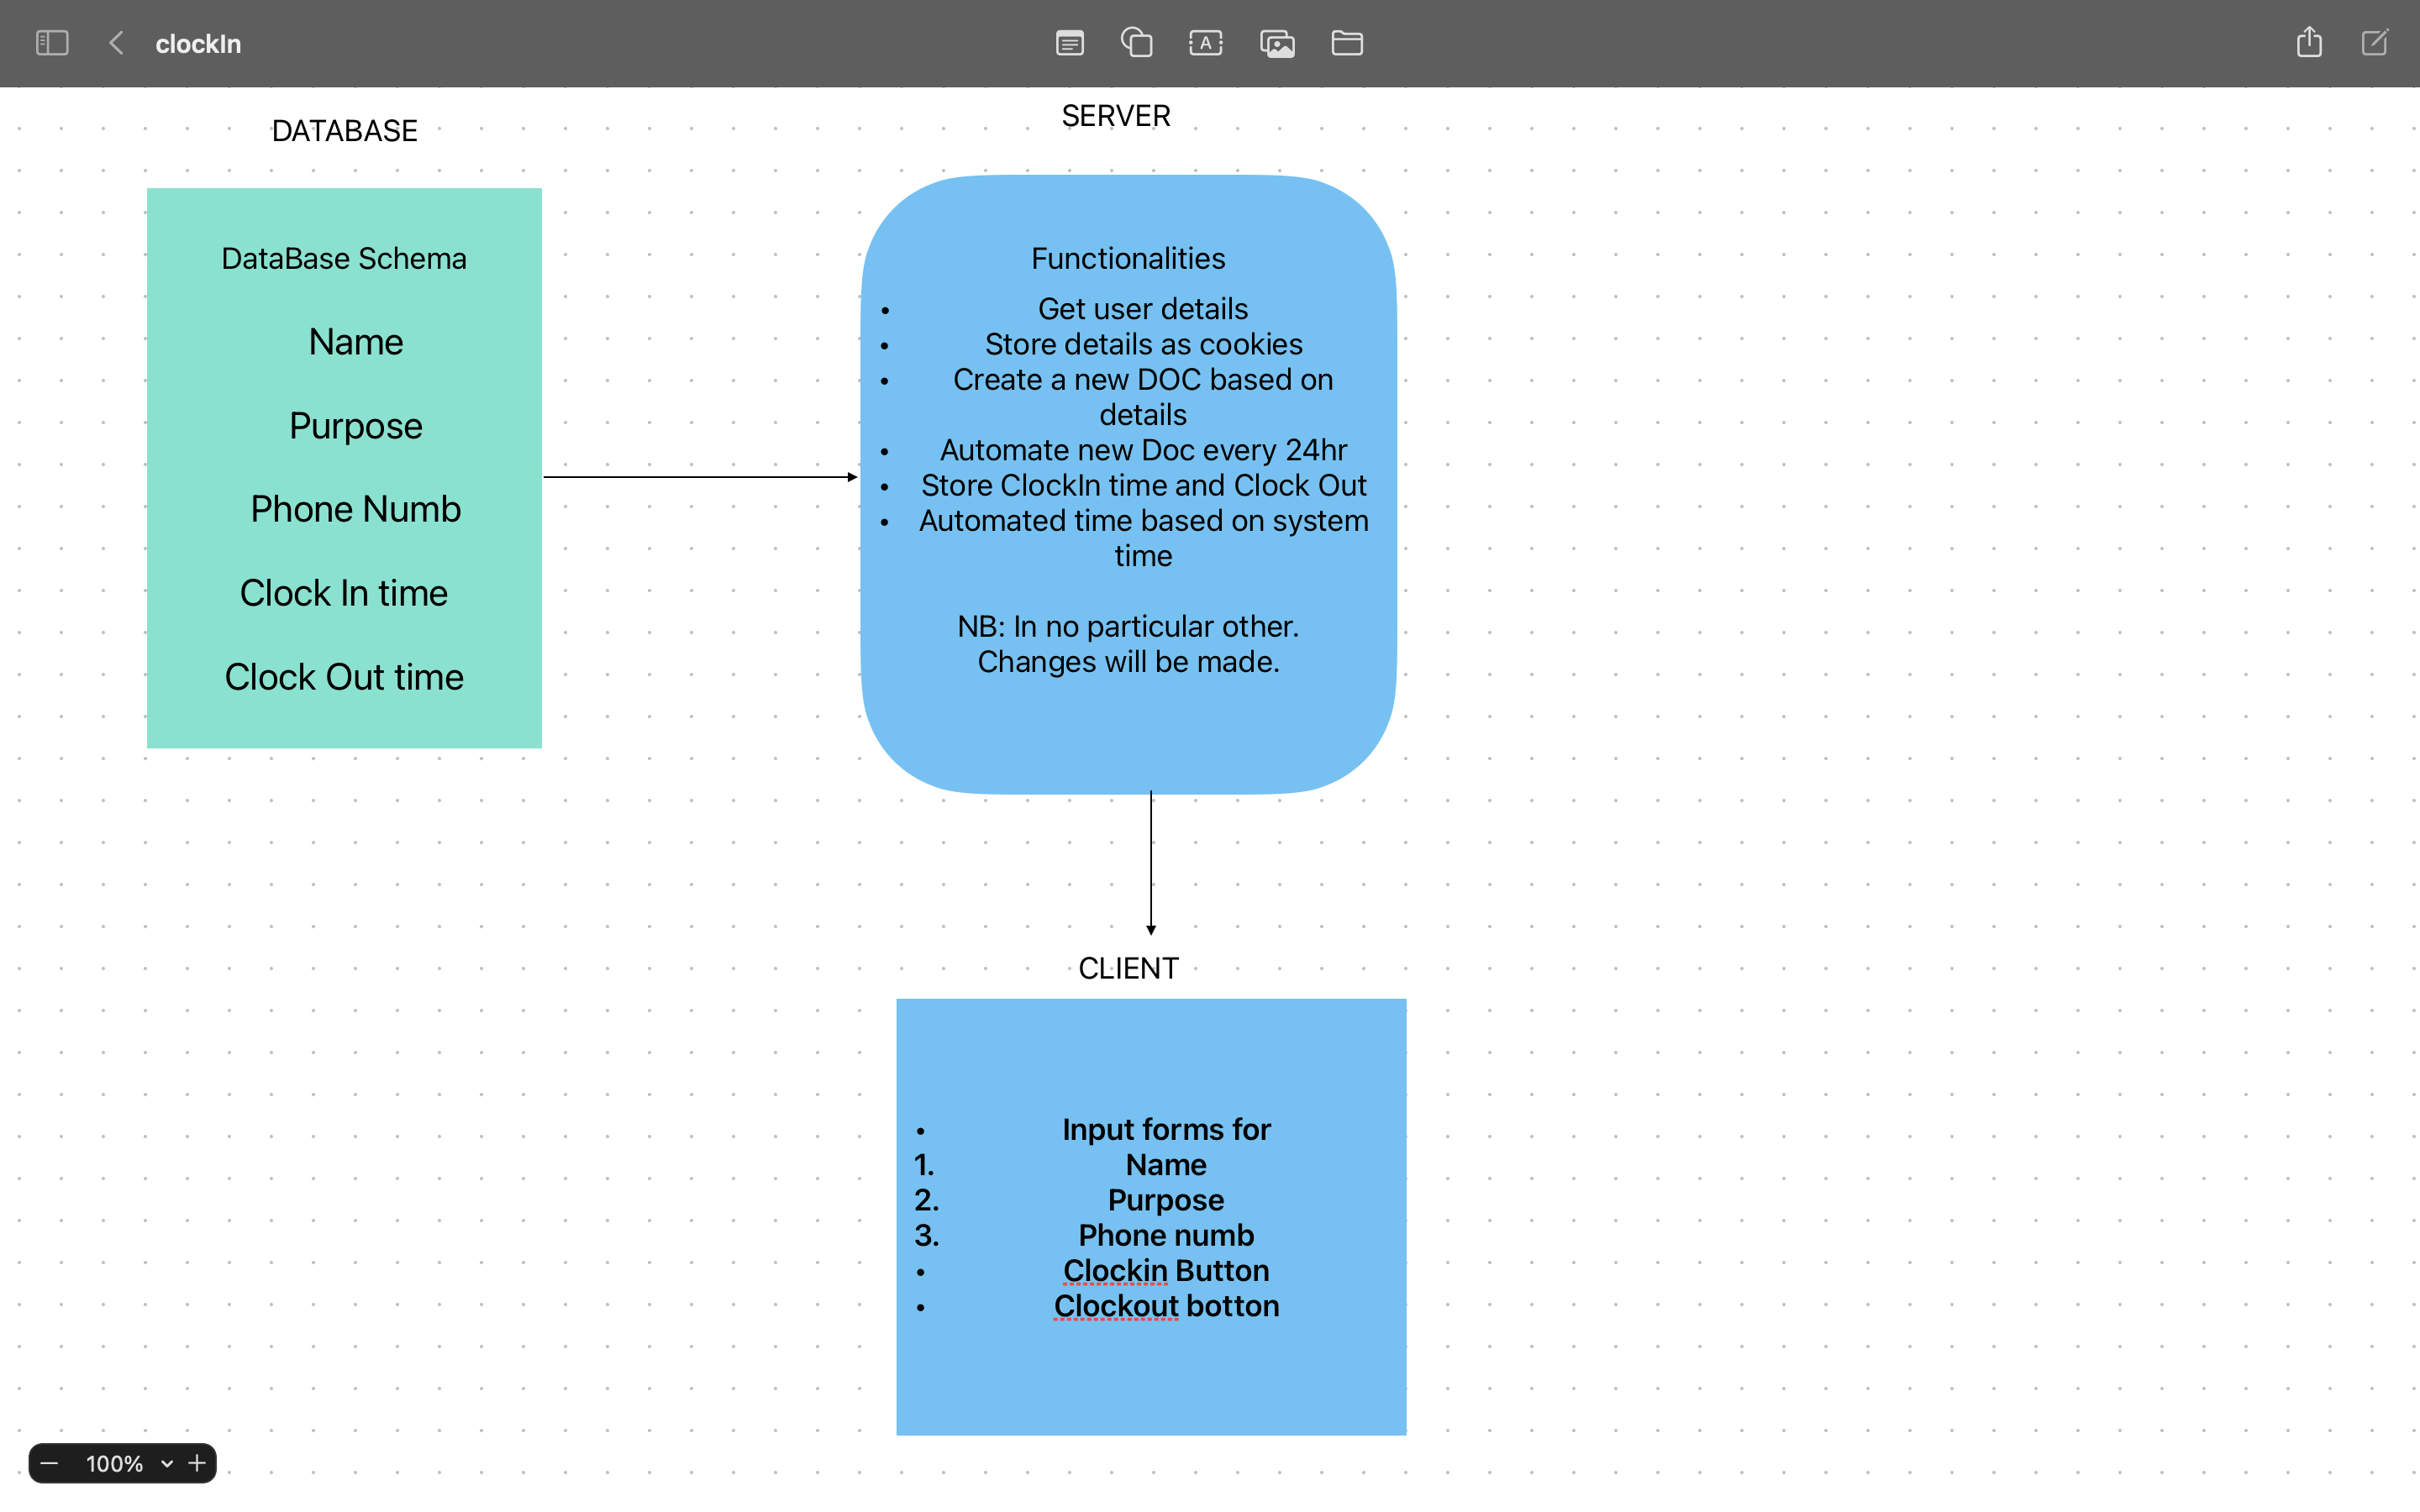 clockIn
DATABASE
DataBase Schema
Name
Purpose
Phone Numb
Clock In time
Clock Out time
SERVER
Functionalities
• Get user details
• Store details as cookies
• Create a new DOC based on
details
• Automate new Doc every 24hr
• Store ClockIn time and Clock Out
• Automated time based on system
time
NB: In no particular other.
Changes will be made.
CLIENT
• Input forms for
1. Name
2. Purpose
3. Phone numb
• Clockin Button
• Clockout botton
100%